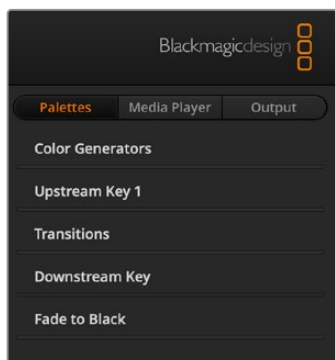 Blackmagicdesign
Palettes Media Player Output
Color Generators
Upstream Key 1
Transitions
Downstream Key
Fade to Black